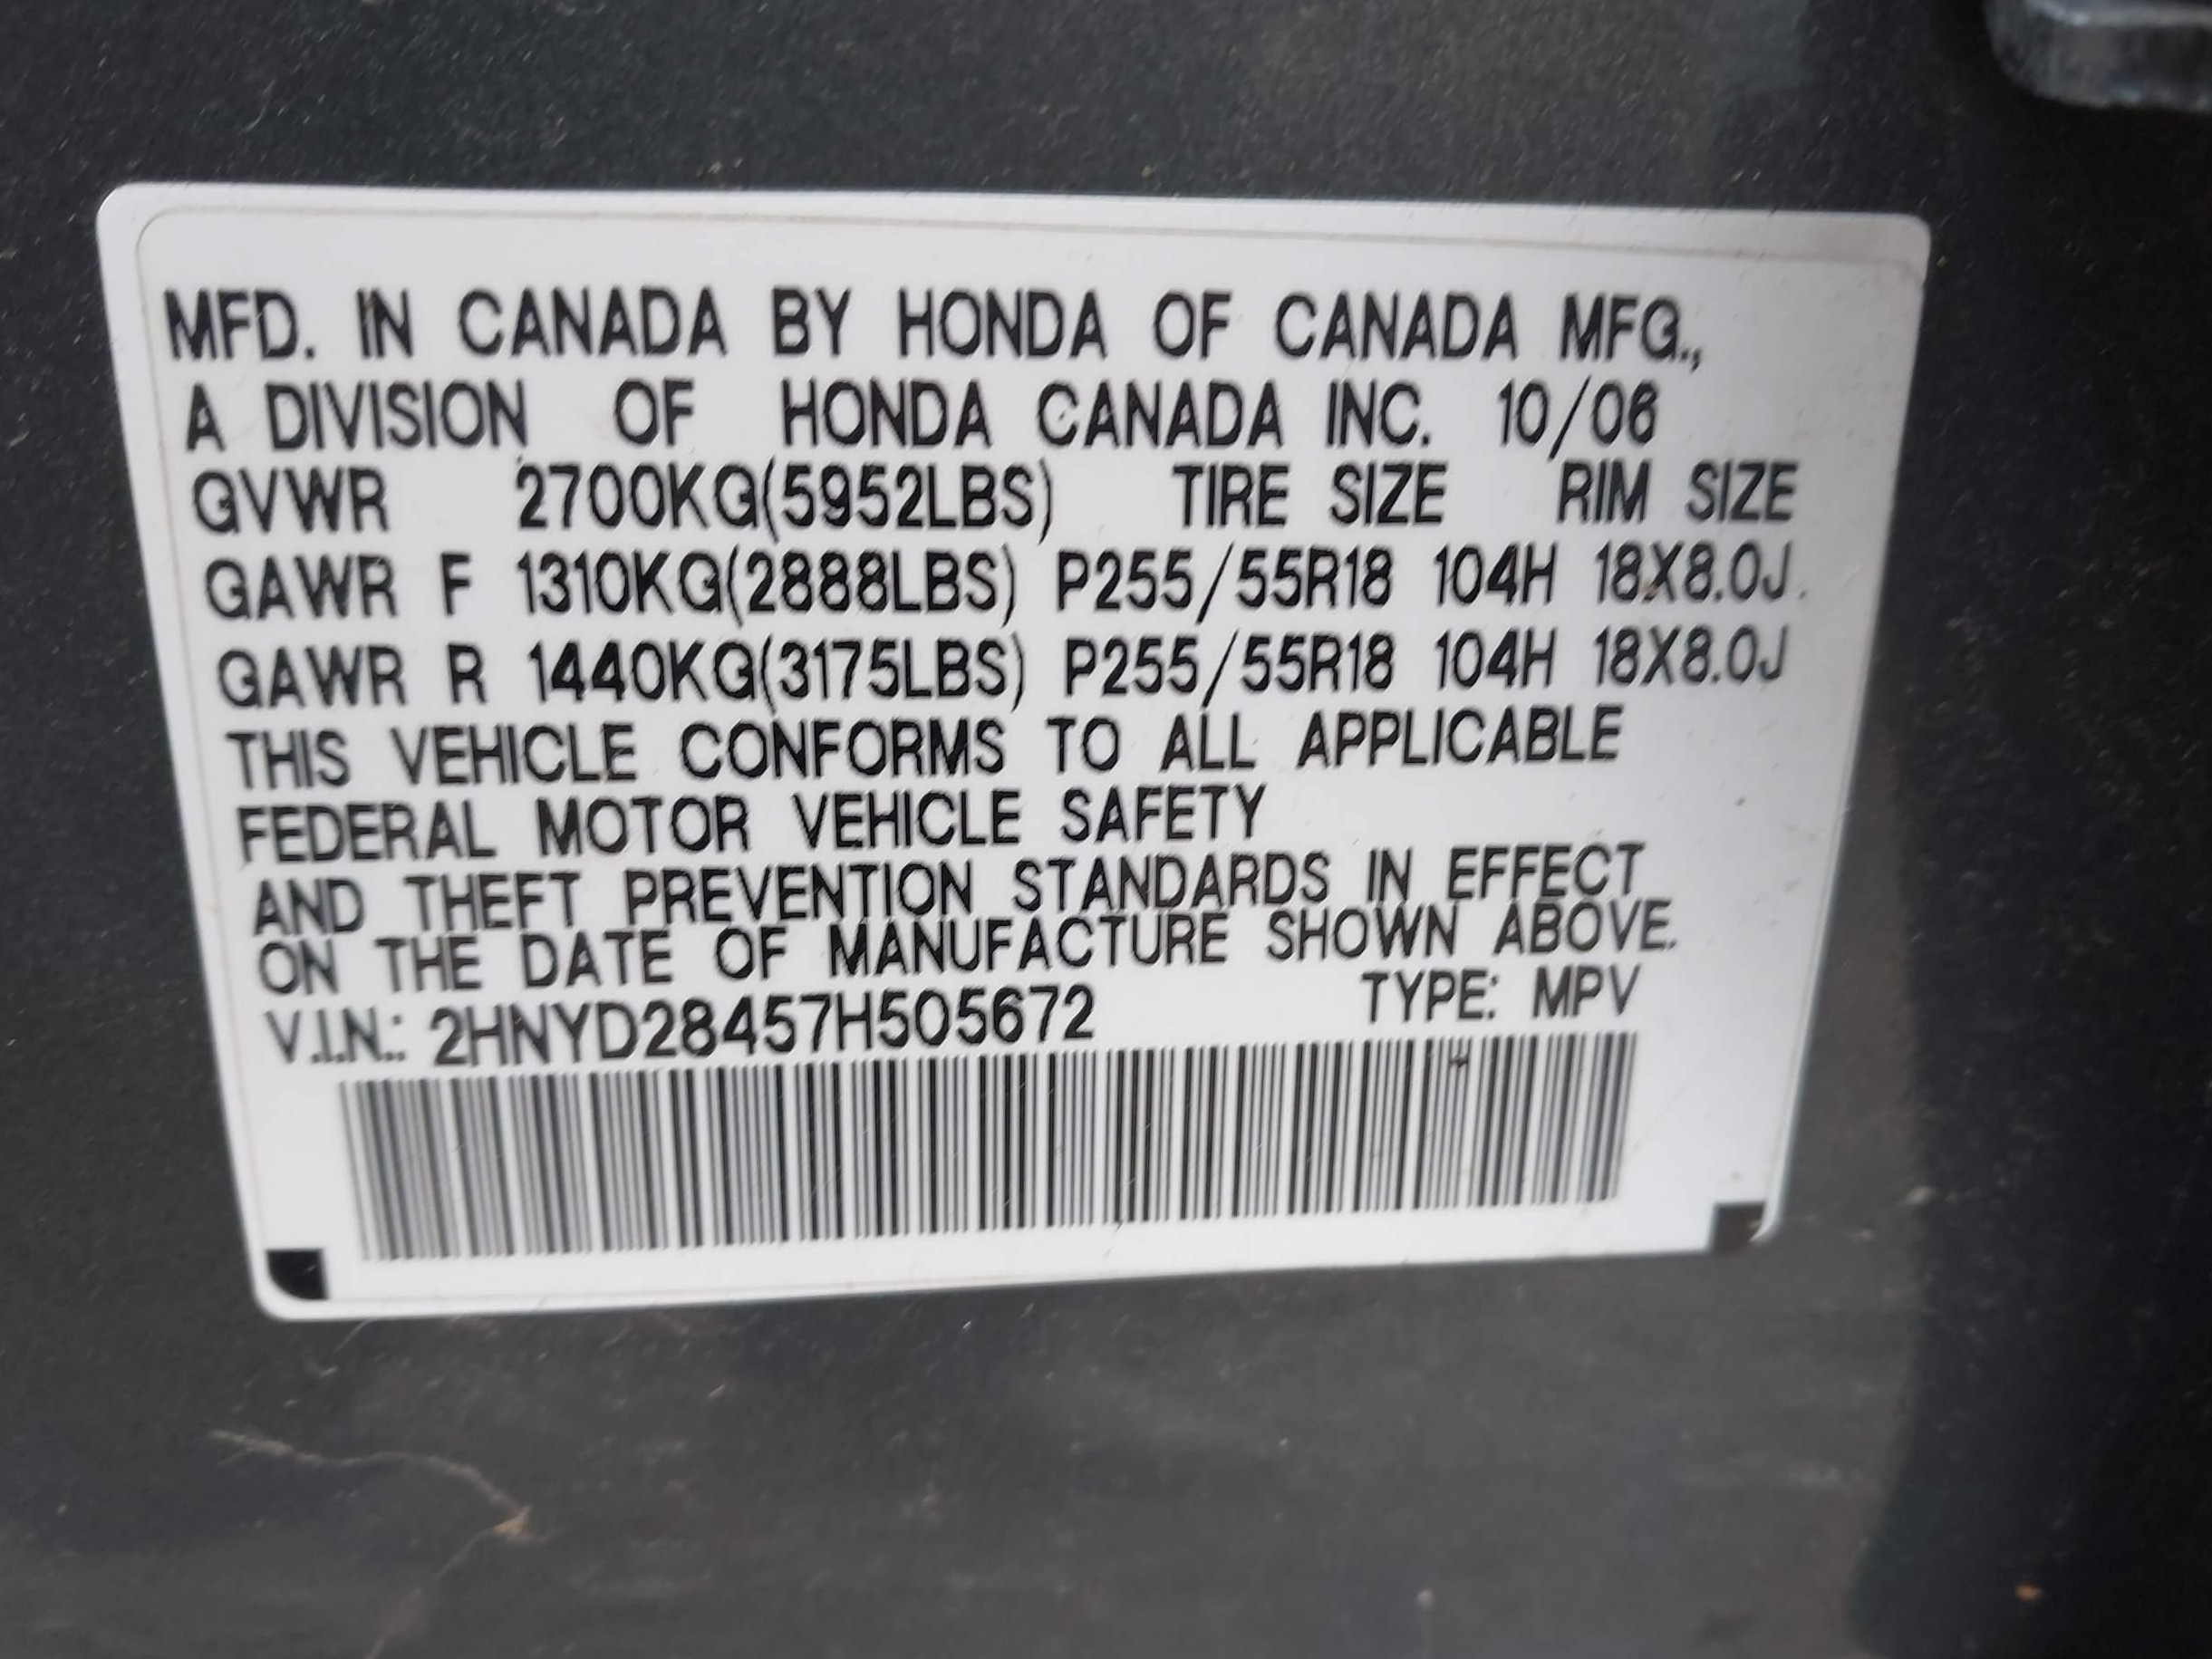 MFD. IN CANADA BY HONDA OF CANADA MFG.,
A DIVISION OF HONDA CANADA INC. 10/06
GVWR 2700KG(5952LBS) TIRE SIZE RIM SIZE
GAWR F 1310KG(2888LBS) P255/55R18 104H 18X8.0J
GAWR R 1440KG(3175LBS) P255/55R18 104H 18X8.0J
THIS VEHICLE CONFORMS TO ALL APPLICABLE
FEDERAL MOTOR VEHICLE SAFETY
AND THEFT PREVENTION STANDARDS IN EFFECT
ON THE DATE OF MANUFACTURE SHOWN ABOVE.
V.I.N.: 2HNYD28457H505672 TYPE: MPV